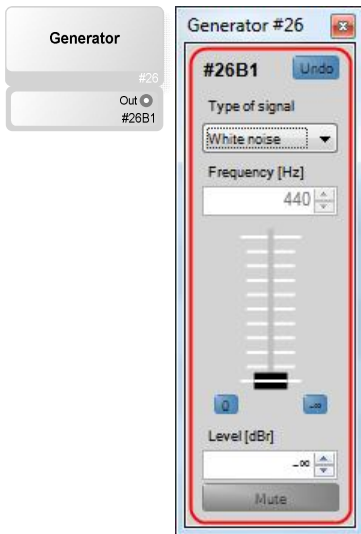 Generator
#26
Out
#26B1
Generator #26
#26B1
Undo
Type of signal
White noise
Frequency [Hz]
440
0
-∞
Level [dBr]
-∞
Mute